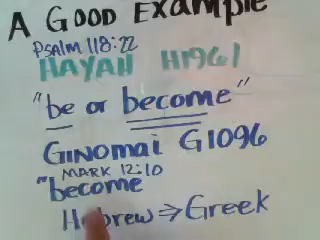 A Good Example
Psalm 118:22
HAYAH H1961
"be or become"
Ginomai G1096
Mark 12:10
"become
Hebrew ⇒ Greek